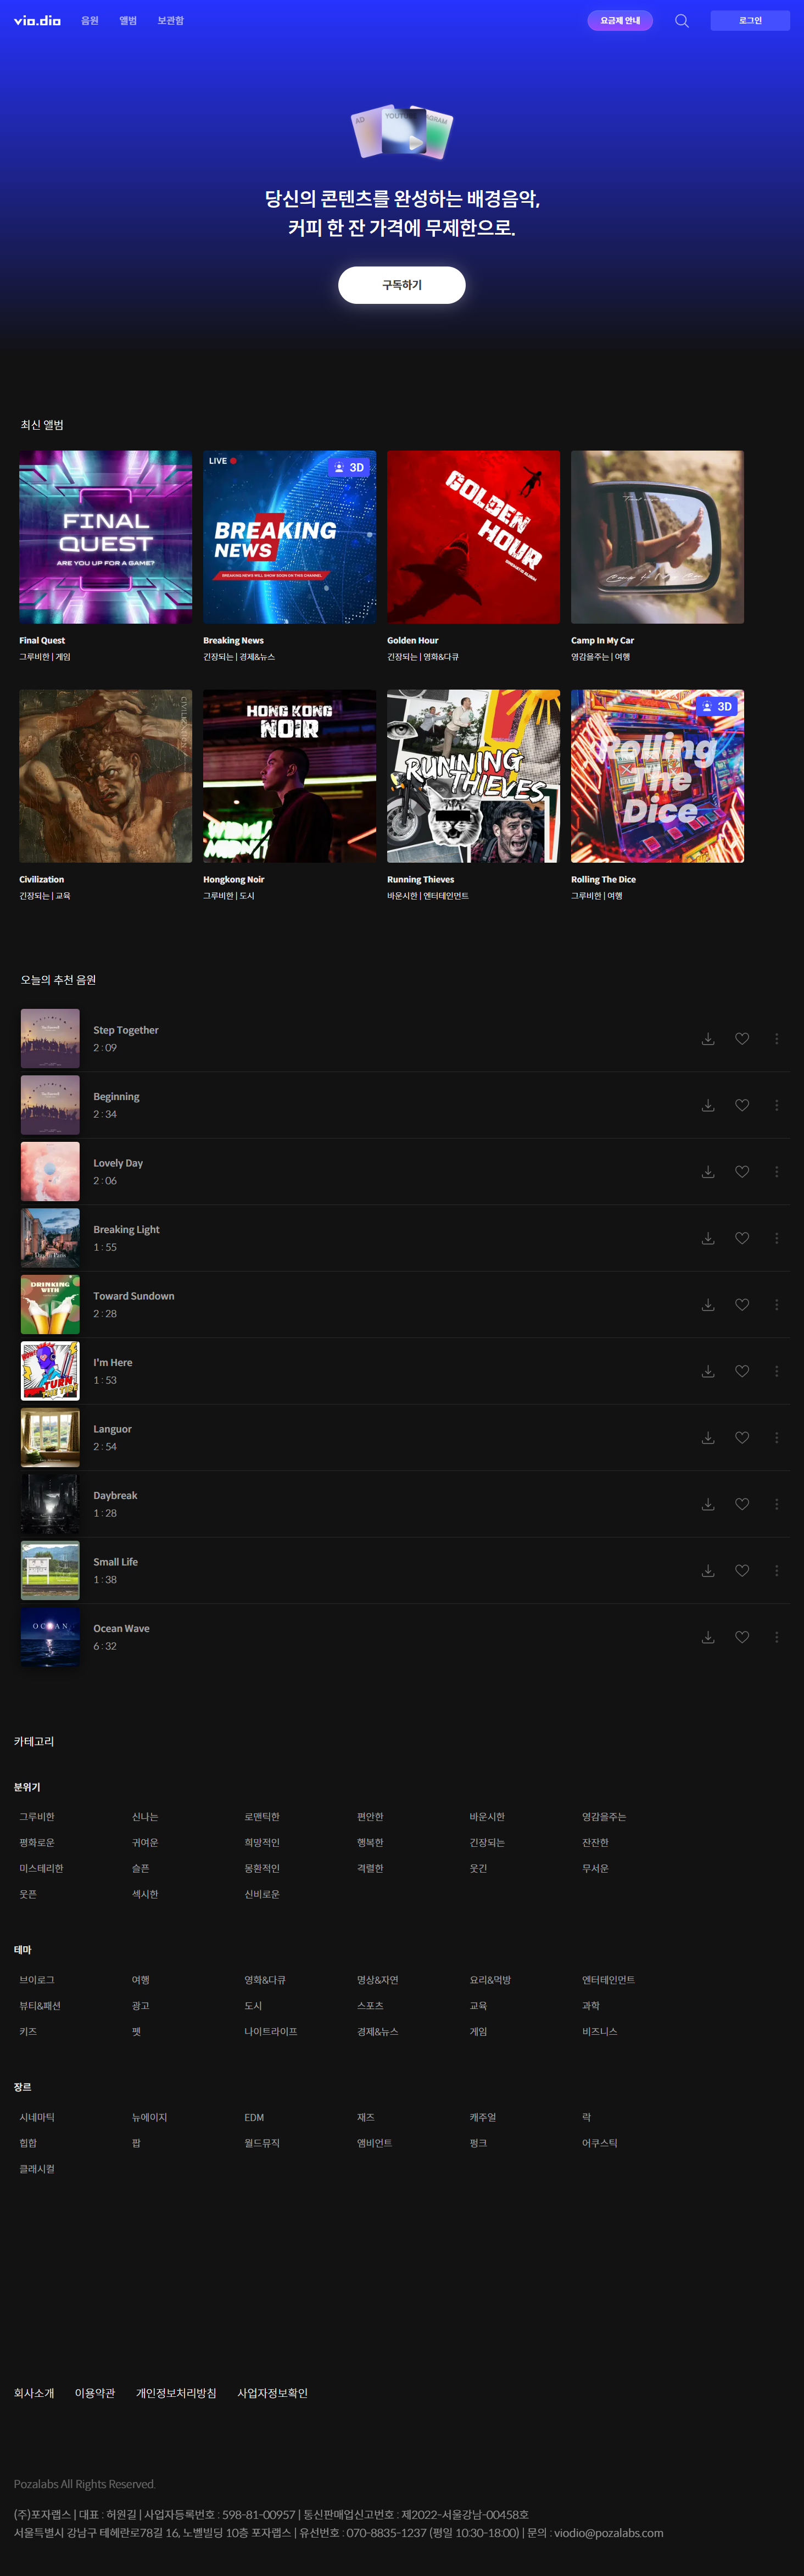 vio.dio
음원
앨범
보관함
요금제 안내
로그인
AD
YOUTUBE
당신의 콘텐츠를 완성하는 배경음악,
커피 한 잔 가격에 무제한으로.
구독하기
최신 앨범
FINAL
QUEST
ARE YOU UP FOR A GAME?
Final Quest
그루비한 | 게임
LIVE
3D
BREAKING
NEWS
BREAKING NEWS WILL SHOW SOON ON THIS CHANNEL
Breaking News
긴장되는 | 경제&뉴스
GOLDEN
HOUR
Golden Hour
긴장되는 | 영화&다큐
Camp In My Car
영감을주는 | 여행
Civilization
긴장되는 | 교육
HONG KONG
NOIR
Hongkong Noir
그루비한 | 도시
RUNNING
THIEVES
Running Thieves
바운시한 | 엔터테인먼트
3D
Rolling
The
Dice
Rolling The Dice
그루비한 | 여행
오늘의 추천 음원
Step Together
2 : 09
Beginning
2 : 34
Lovely Day
2 : 06
Breaking Light
1 : 55
DRINKING
WITH
Toward Sundown
2 : 28
I'm Here
1 : 53
Languor
2 : 54
Daybreak
1 : 28
Small Life
1 : 38
OCEAN
Ocean Wave
6 : 32
카테고리
분위기
그루비한 신나는 로맨틱한 편안한 바운시한 영감을주는
평화로운 귀여운 희망적인 행복한 긴장되는 잔잔한
미스테리한 슬픈 몽환적인 격렬한 웃긴 무서운
웃픈 섹시한 신비로운
테마
브이로그 여행 영화&다큐 명상&자연 요리&먹방 엔터테인먼트
뷰티&패션 광고 도시 스포츠 교육 과학
키즈 펫 나이트라이프 경제&뉴스 게임 비즈니스
장르
시네마틱 뉴에이지 EDM 재즈 캐주얼 락
힙합 팝 월드뮤직 앰비언트 펑크 어쿠스틱
클래시컬
회사소개 이용약관 개인정보처리방침 사업자정보확인
Pozalabs All Rights Reserved.
(주)포자랩스 | 대표 : 허원길 | 사업자등록번호 : 598-81-00957 | 통신판매업신고번호 : 제2022-서울강남-00458호
서울특별시 강남구 테헤란로78길 16, 노벨빌딩 10층 포자랩스 | 유선번호 : 070-8835-1237 (평일 10:30-18:00) | 문의 : viodio@pozalabs.com